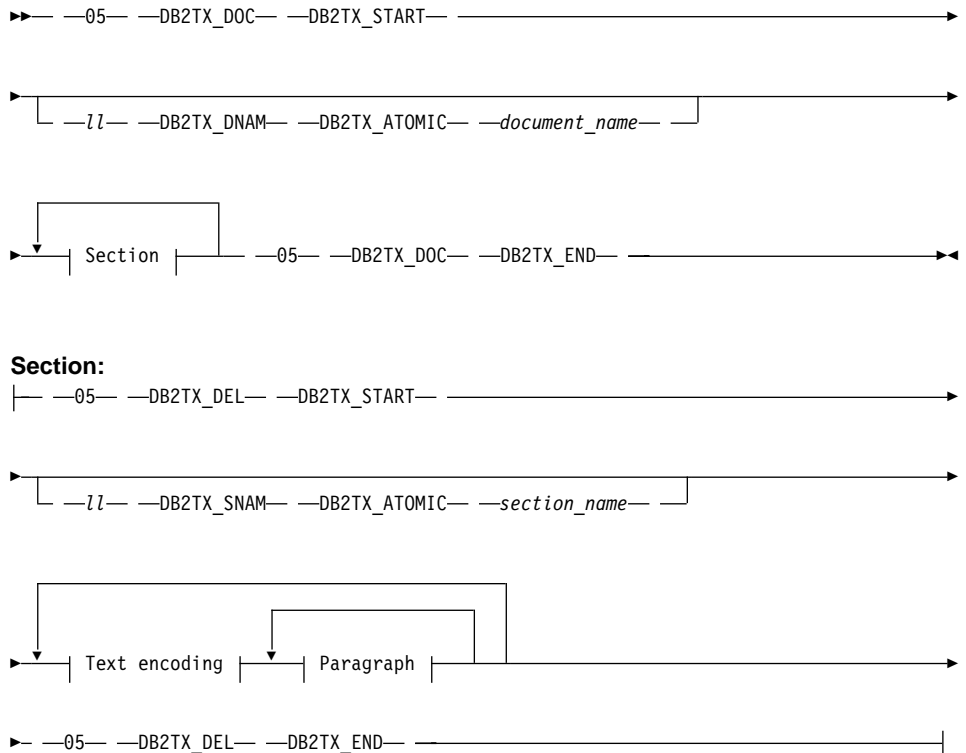 05 DB2TX_DOC DB2TX_START
ll DB2TX_DNAM DB2TX_ATOMIC document_name
Section 05 DB2TX_DOC DB2TX_END
Section:
05 DB2TX_DEL DB2TX_START
ll DB2TX_SNAM DB2TX_ATOMIC section_name
Text encoding Paragraph
05 DB2TX_DEL DB2TX_END